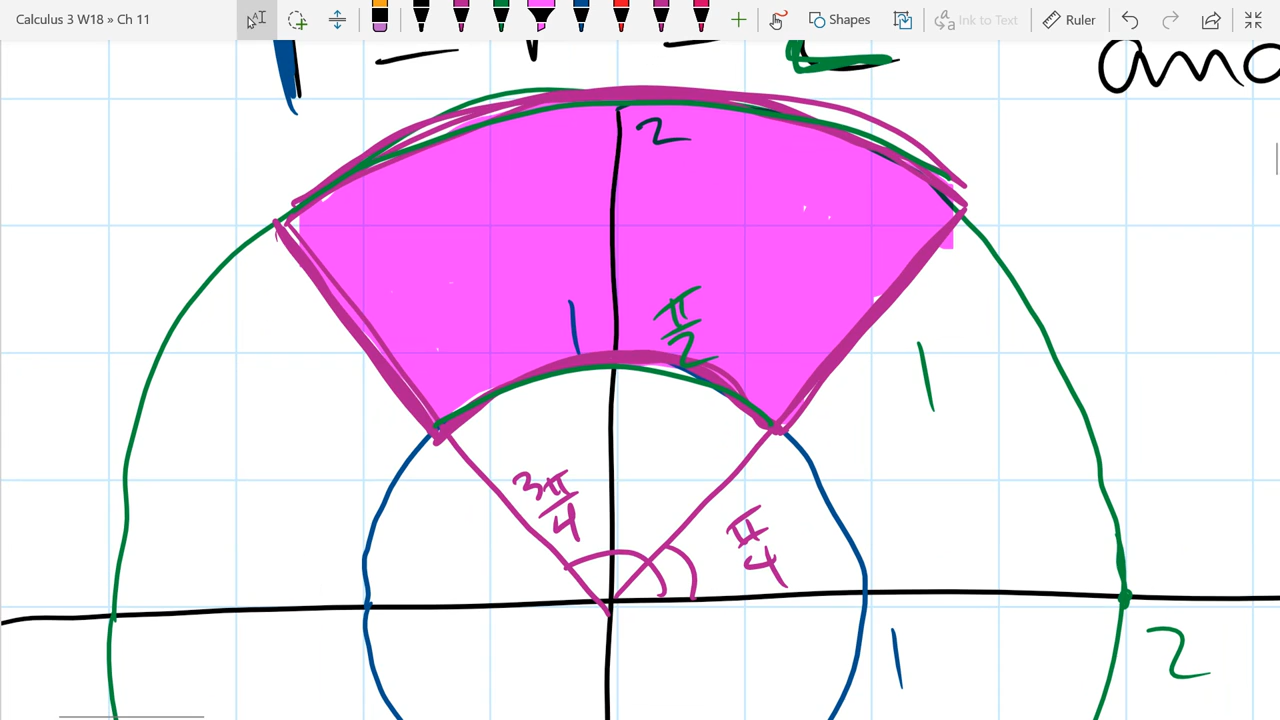 Calculus 3 W18 » Ch 11
Ink to Text
Shapes
Ruler
and
2
1
π/2
1
3π/4
π/4
1
2